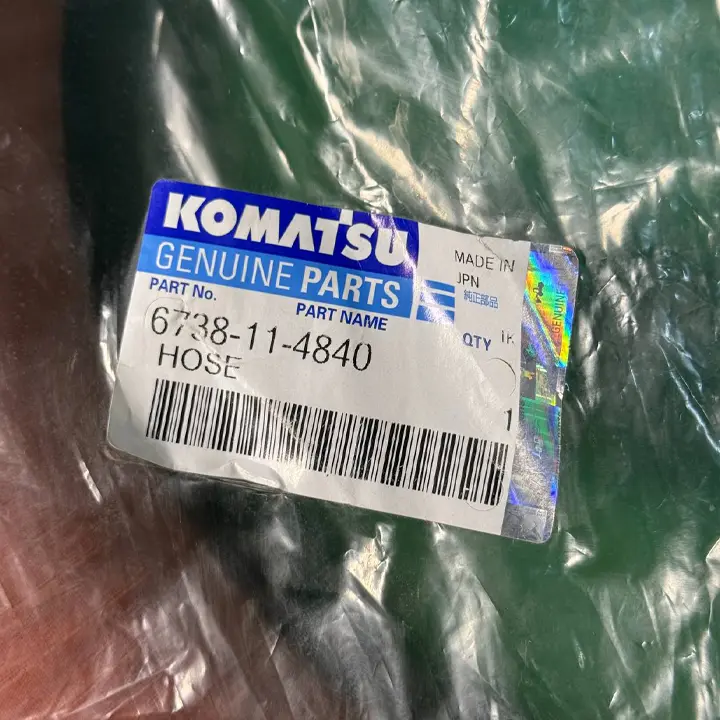 KOMATSU
GENUINE PARTS
MADE IN
JPN
純正部品
PART No.
PART NAME
QTY
6738-11-4840
HOSE
1
GENUINE